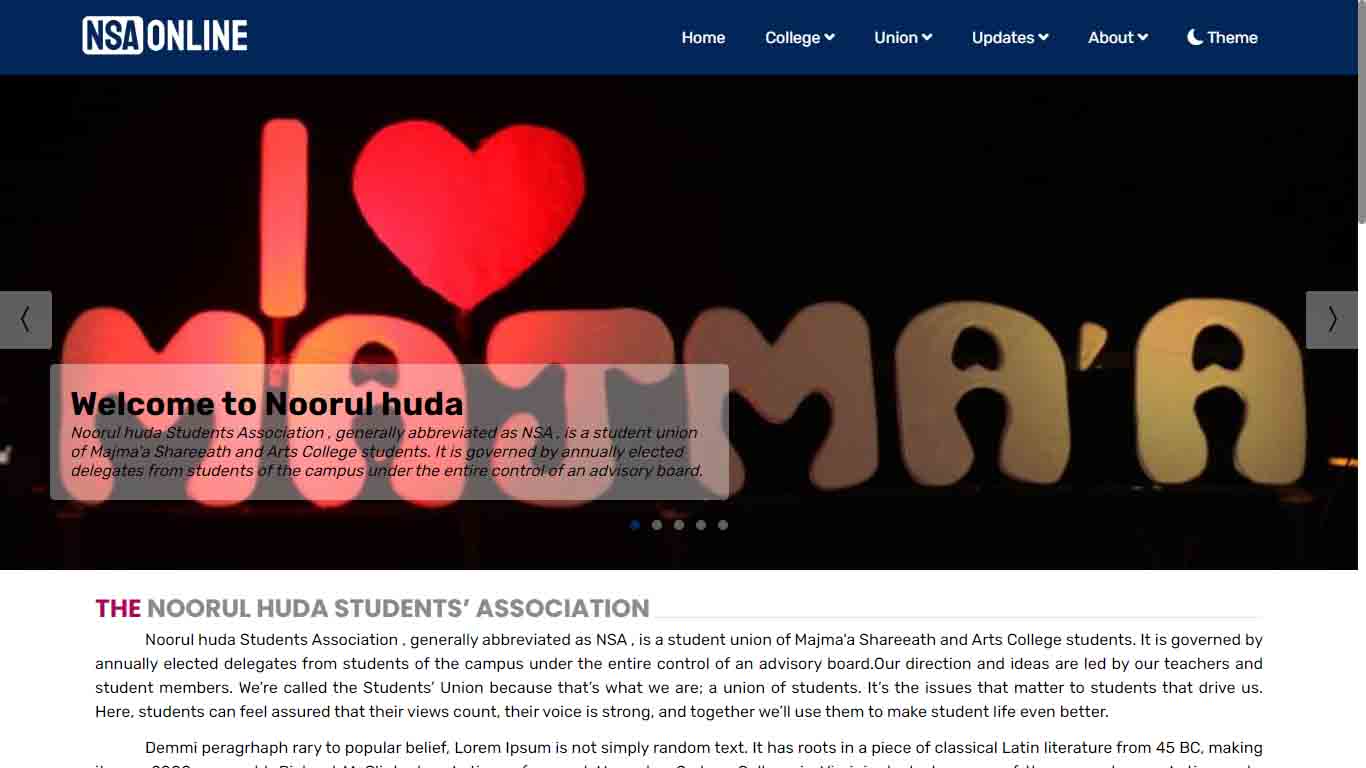 NSA ONLINE
Home College Union Updates About Theme
I
MAJMA'A
Welcome to Noorul huda
Noorul huda Students Association , generally abbreviated as NSA , is a student union
of Majma'a Shareeath and Arts College students. It is governed by annually elected
delegates from students of the campus under the entire control of an advisory board.
THE NOORUL HUDA STUDENTS’ ASSOCIATION
Noorul huda Students Association , generally abbreviated as NSA , is a student union of Majma'a Shareeath and Arts College students. It is governed by
annually elected delegates from students of the campus under the entire control of an advisory board.Our direction and ideas are led by our teachers and
student members. We’re called the Students’ Union because that’s what we are; a union of students. It’s the issues that matter to students that drive us.
Here, students can feel assured that their views count, their voice is strong, and together we’ll use them to make student life even better.
Demmi peragrhaph rary to popular belief, Lorem Ipsum is not simply random text. It has roots in a piece of classical Latin literature from 45 BC, making